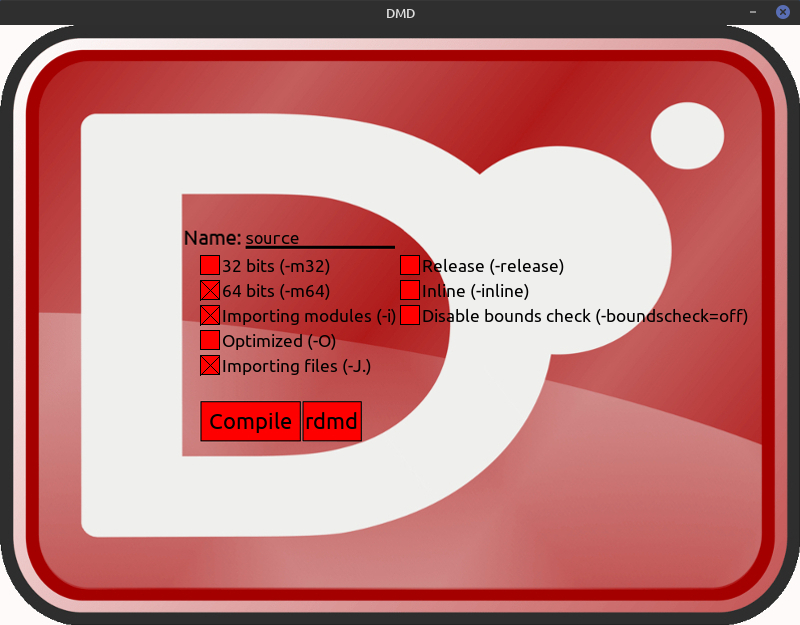 DMD
Name: source
32 bits (-m32)
64 bits (-m64)
Importing modules (-i)
Optimized (-O)
Importing files (-J.)
Release (-release)
Inline (-inline)
Disable bounds check (-boundscheck=off)
Compile
rdmd